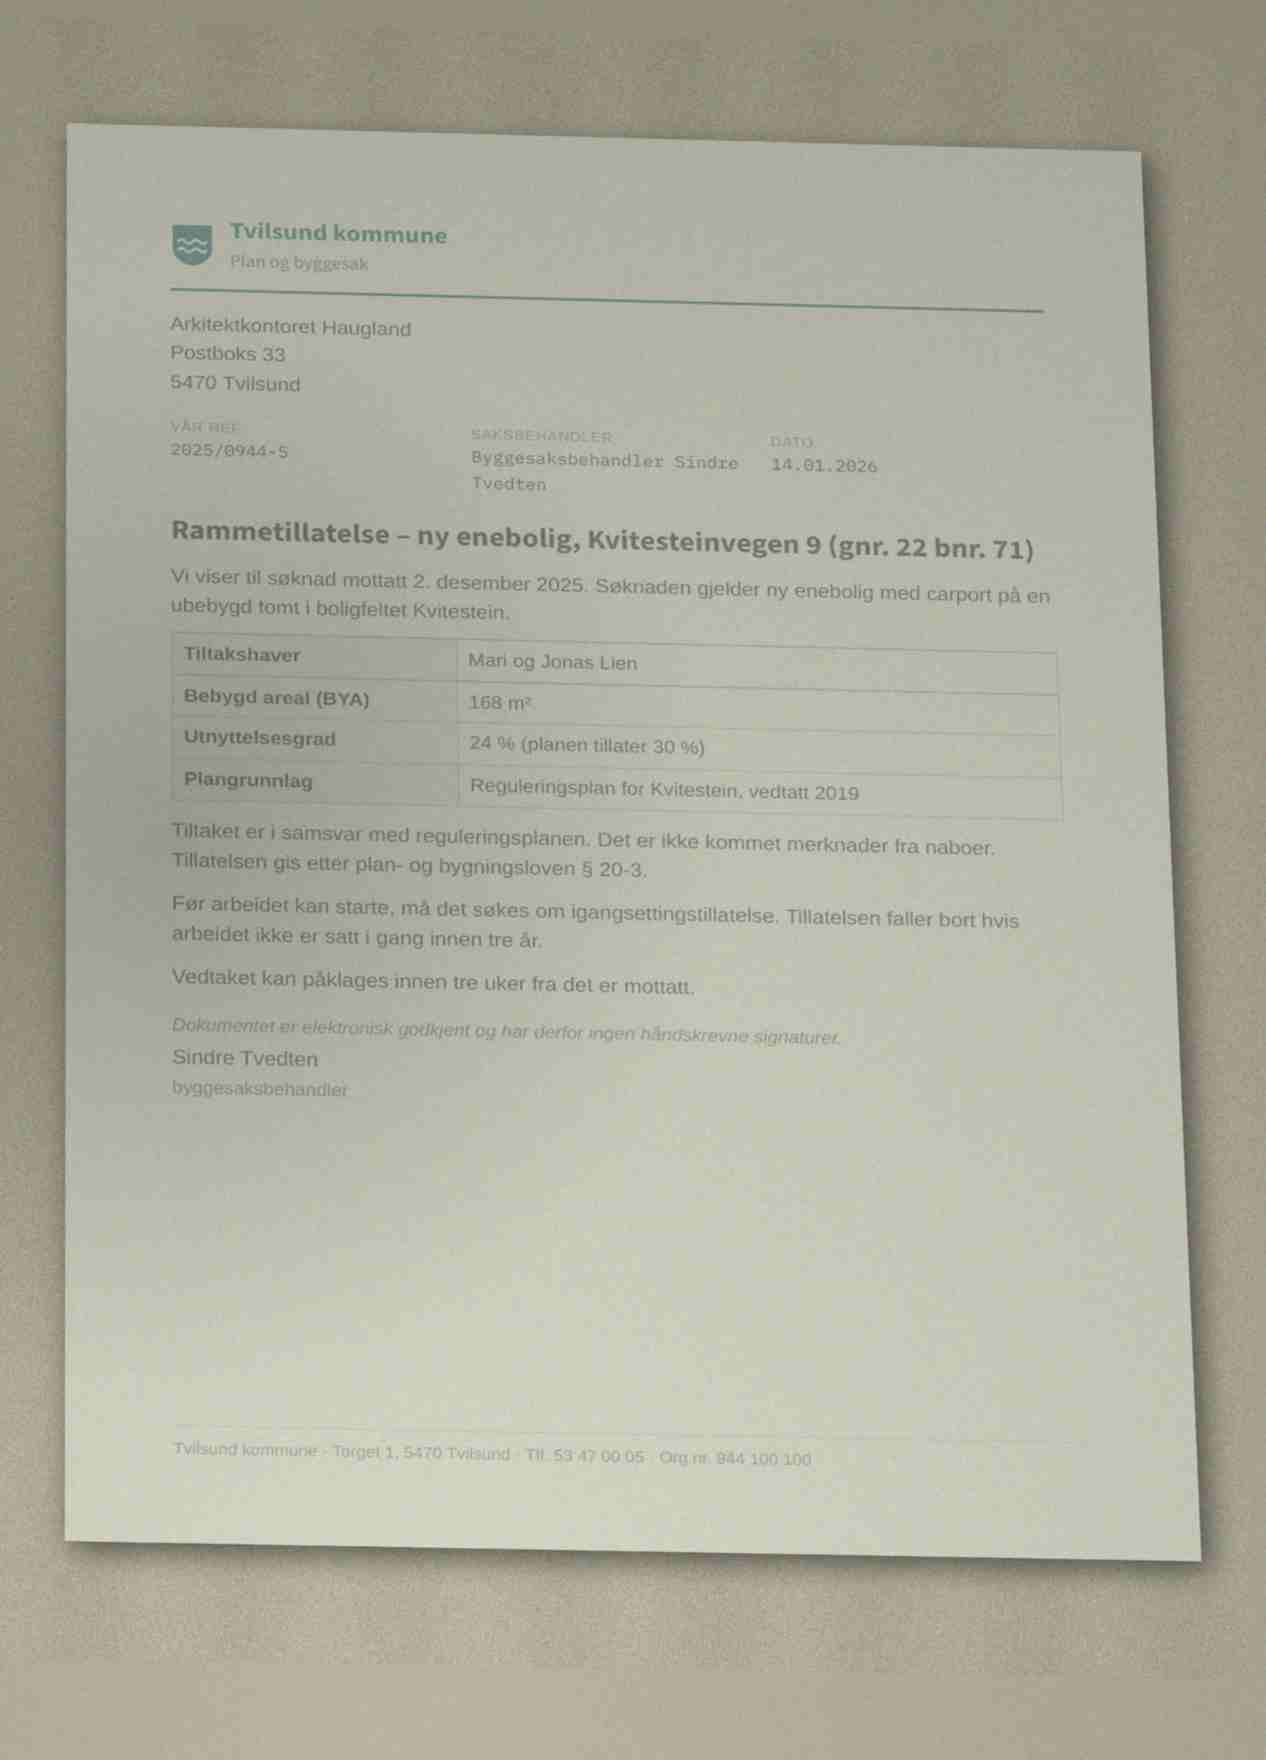 Tvilsund kommune
Plan og byggesak
Arkitektkontoret Haugland
Postboks 33
5470 Tvilsund
VÅR REF.
2025/0944-5
SAKSBEHANDLER
Byggesaksbehandler Sindre
Tvedten
DATO
14.01.2026
Rammetillatelse – ny enebolig, Kvitesteinvegen 9 (gnr. 22 bnr. 71)
Vi viser til søknad mottatt 2. desember 2025. Søknaden gjelder ny enebolig med carport på en
ubebygd tomt i boligfeltet Kvitestein.
Tiltakshaver Mari og Jonas Lien
Bebygd areal (BYA) 168 m²
Utnyttelsesgrad 24 % (planen tillater 30 %)
Plangrunnlag Reguleringsplan for Kvitestein, vedtatt 2019
Tiltaket er i samsvar med reguleringsplanen. Det er ikke kommet merknader fra naboer.
Tillatelsen gis etter plan- og bygningsloven § 20-3.
Før arbeidet kan starte, må det søkes om igangsettingstillatelse. Tillatelsen faller bort hvis
arbeidet ikke er satt i gang innen tre år.
Vedtaket kan påklages innen tre uker fra det er mottatt.
Dokumentet er elektronisk godkjent og har derfor ingen håndskrevne signaturer.
Sindre Tvedten
byggesaksbehandler
Tvilsund kommune · Torget 1, 5470 Tvilsund · Tlf. 53 47 00 05 · Org.nr. 944 100 100